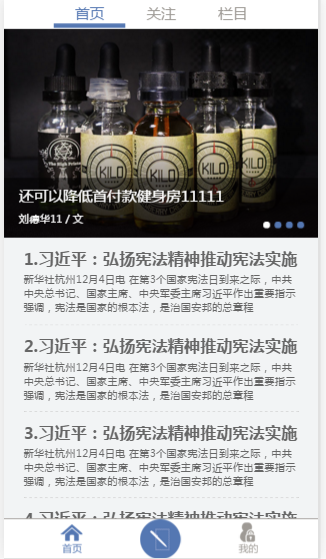 首页 关注 栏目
KILO KILO KILO KILO
还可以降低首付款健身房11111
刘德华11 / 文
1.习近平：弘扬宪法精神推动宪法实施
新华社杭州12月4日电 在第3个国家宪法日到来之际，中共
中央总书记、国家主席、中央军委主席习近平作出重要指示
强调，宪法是国家的根本法，是治国安邦的总章程
2.习近平：弘扬宪法精神推动宪法实施
新华社杭州12月4日电 在第3个国家宪法日到来之际，中共
中央总书记、国家主席、中央军委主席习近平作出重要指示
强调，宪法是国家的根本法，是治国安邦的总章程
3.习近平：弘扬宪法精神推动宪法实施
新华社杭州12月4日电 在第3个国家宪法日到来之际，中共
中央总书记、国家主席、中央军委主席习近平作出重要指示
强调，宪法是国家的根本法，是治国安邦的总章程
4.习近平：弘扬宪法精神推动宪法实施
首页 我的